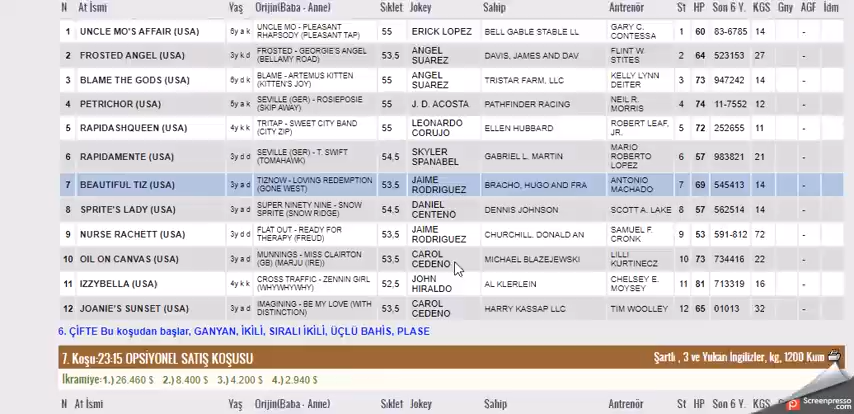 N At İsmi Yaş Orijin(Baba - Anne) Sıklet Jokey Sahip Antrenör St HP Son 6 Y. KGS Gny AGF İdm
1 UNCLE MO'S AFFAIR (USA) 6y a k UNCLE MO - PLEASANT RHAPSODY (PLEASANT TAP) 55 ERICK LOPEZ BELL GABLE STABLE LL GARY C. CONTESSA 1 60 83-6785 14 -
2 FROSTED ANGEL (USA) 3y k d FROSTED - GEORGIE'S ANGEL (BELLAMY ROAD) 53,5 ANGEL SUAREZ DAVIS, JAMES AND DAV FLINT W. STITES 2 64 523153 27 -
3 BLAME THE GODS (USA) BLAME - ARTEMUS KITTEN (KITTEN'S JOY) 55 ANGEL SUAREZ TRISTAR FARM, LLC KELLY LYNN DEITER 3 73 947242 14 -
4 PETRICHOR (USA) SEVILLE (GER) - ROSIEPOSIE (SKIP AWAY) 55 J. D. ACOSTA PATHFINDER RACING NEIL R. MORRIS 4 74 11-7552 12 -
5 RAPIDASHQUEEN (USA) 4y k k TRITAP - SWEET CITY BAND (CITY ZIP) 55 LEONARDO CORUJO ELLEN HUBBARD ROBERT LEAF, JR. 5 72 252655 11 -
6 RAPIDAMENTE (USA) 3y d d SEVILLE (GER) - T. SWIFT (TOMAHAWK) 54,5 SKYLER SPANABEL GABRIEL L. MARTIN MARIO ROBERTO LOPEZ 6 57 983821 21 -
7 BEAUTIFUL TIZ (USA) 3y a d TIZNOW - LOVING REDEMPTION (GONE WEST) 53,5 JAIME RODRIGUEZ BRACHO, HUGO AND FRA ANTONIO MACHADO 7 69 545413 14 -
8 SPRITE'S LADY (USA) 3y a d SUPER NINETY NINE - SNOW SPRITE (SNOW RIDGE) 54,5 DANIEL CENTENO DENNIS JOHNSON SCOTT A. LAKE 8 57 562514 14 -
9 NURSE RACHETT (USA) 3y d d FLAT OUT - READY FOR THERAPY (FREUD) 53,5 JAIME RODRIGUEZ CHURCHILL, DONALD AN SAMUEL F. CRONK 9 53 591-812 72 -
10 OIL ON CANVAS (USA) 3y a d MUNNINGS - MISS CLAIRTON (GB) (MARJU (IRE)) 53,5 CAROL CEDENO MICHAEL BLAZEJEWSKI LILLI KURTINECZ 10 73 734416 22 -
11 IZZYBELLA (USA) 4y k k CROSS TRAFFIC - ZENNIN GIRL (WHYWHYWHY) 52,5 JOHN HIRALDO AL KLERLEIN CHELSEY E. MOYSEY 11 81 713319 16 -
12 JOANIE'S SUNSET (USA) 3y a d IMAGINING - BE MY LOVE (WITH DISTINCTION) 53,5 CAROL CEDENO HARRY KASSAP LLC TIM WOOLLEY 12 65 01013 32 -
6. ÇİFTE Bu koşudan başlar, GANYAN, İKİLİ, SIRALI İKİLİ, ÜÇLÜ BAHİS, PLASE
7. Koşu:23:15 OPSİYONEL SATIŞ KOŞUSU Şartlı , 3 ve Yukarı İngilizler, kg, 1200 Kum
İkramiye:1.) 26.460 $ 2.) 8.400 $ 3.) 4.200 $ 4.) 2.940 $
N At İsmi Yaş Orijin(Baba - Anne) Sıklet Jokey Sahip Antrenör St HP Son 6 Y. KGS
Screenpresso
.com